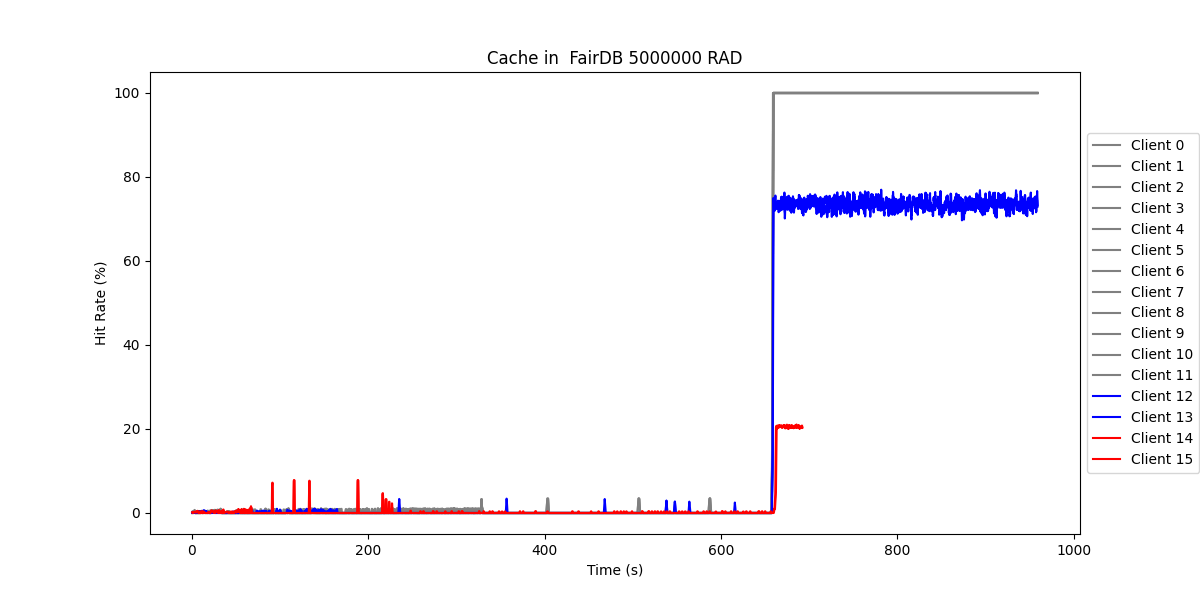 Cache in  FairDB 5000000 RAD
Hit Rate (%)
100
80
60
40
20
0
0
200
400
600
800
1000
Time (s)
Client 0
Client 1
Client 2
Client 3
Client 4
Client 5
Client 6
Client 7
Client 8
Client 9
Client 10
Client 11
Client 12
Client 13
Client 14
Client 15